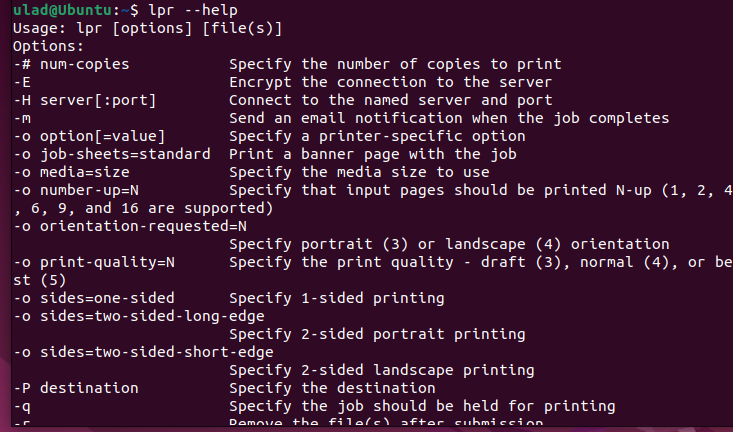 ulad@Ubuntu:~$ lpr --help
Usage: lpr [options] [file(s)]
Options:
-# num-copies           Specify the number of copies to print
-E                      Encrypt the connection to the server
-H server[:port]        Connect to the named server and port
-m                      Send an email notification when the job completes
-o option[=value]       Specify a printer-specific option
-o job-sheets=standard  Print a banner page with the job
-o media=size           Specify the media size to use
-o number-up=N          Specify that input pages should be printed N-up (1, 2, 4
, 6, 9, and 16 are supported)
-o orientation-requested=N
                        Specify portrait (3) or landscape (4) orientation
-o print-quality=N      Specify the print quality - draft (3), normal (4), or be
st (5)
-o sides=one-sided      Specify 1-sided printing
-o sides=two-sided-long-edge
                        Specify 2-sided portrait printing
-o sides=two-sided-short-edge
                        Specify 2-sided landscape printing
-P destination          Specify the destination
-q                      Specify the job should be held for printing
-r                      Remove the file(s) after submission